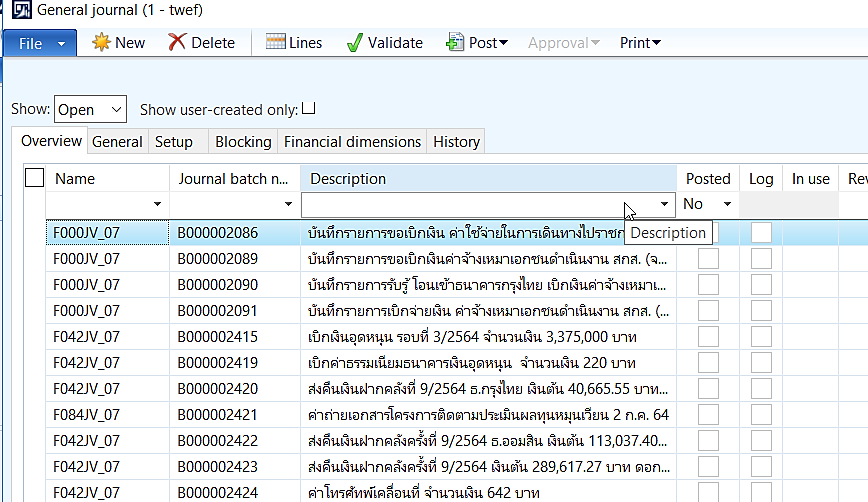 General journal (1 - twef)
File New Delete Lines Validate Post Approval Print
Show: Open Show user-created only:
Overview General Setup Blocking Financial dimensions History
Name Journal batch n... Description Posted Log In use Rev
No
F000JV_07 B000002086 บันทึกรายการขอเบิกเงิน ค่าใช้จ่ายในการเดินทางไปราชก
Description
F000JV_07 B000002089 บันทึกรายการขอเบิกเงินค่าจ้างเหมาเอกชนดำเนินงาน สกส. (จ...
F000JV_07 B000002090 บันทึกรายการรับรู้ โอนเข้าธนาคารกรุงไทย เบิกเงินค่าจ้างเหมาเ...
F000JV_07 B000002091 บันทึกรายการเบิกจ่ายเงิน ค่าจ้างเหมาเอกชนดำเนินงาน สกส. (...
F042JV_07 B000002415 เบิกเงินอุดหนุน รอบที่ 3/2564 จำนวนเงิน 3,375,000 บาท
F042JV_07 B000002419 เบิกค่าธรรมเนียมธนาคารเงินอุดหนุน จำนวนเงิน 220 บาท
F042JV_07 B000002420 ส่งคืนเงินฝากคลังที่ 9/2564 ธ.กรุงไทย เงินต้น 40,665.55 บาท...
F084JV_07 B000002421 ค่าถ่ายเอกสารโครงการติดตามประเมินผลทุนหมุนเวียน 2 ก.ค. 64
F042JV_07 B000002422 ส่งคืนเงินฝากคลังครั้งที่ 9/2564 ธ.ออมสิน เงินต้น 113,037.40...
F042JV_07 B000002423 ส่งคืนเงินฝากคลังครั้งที่ 9/2564 เงินต้น 289,617.27 บาท ดอก...
F042JV_07 B000002424 ค่าโทรศัพท์เคลื่อนที่ จำนวนเงิน 642 บาท